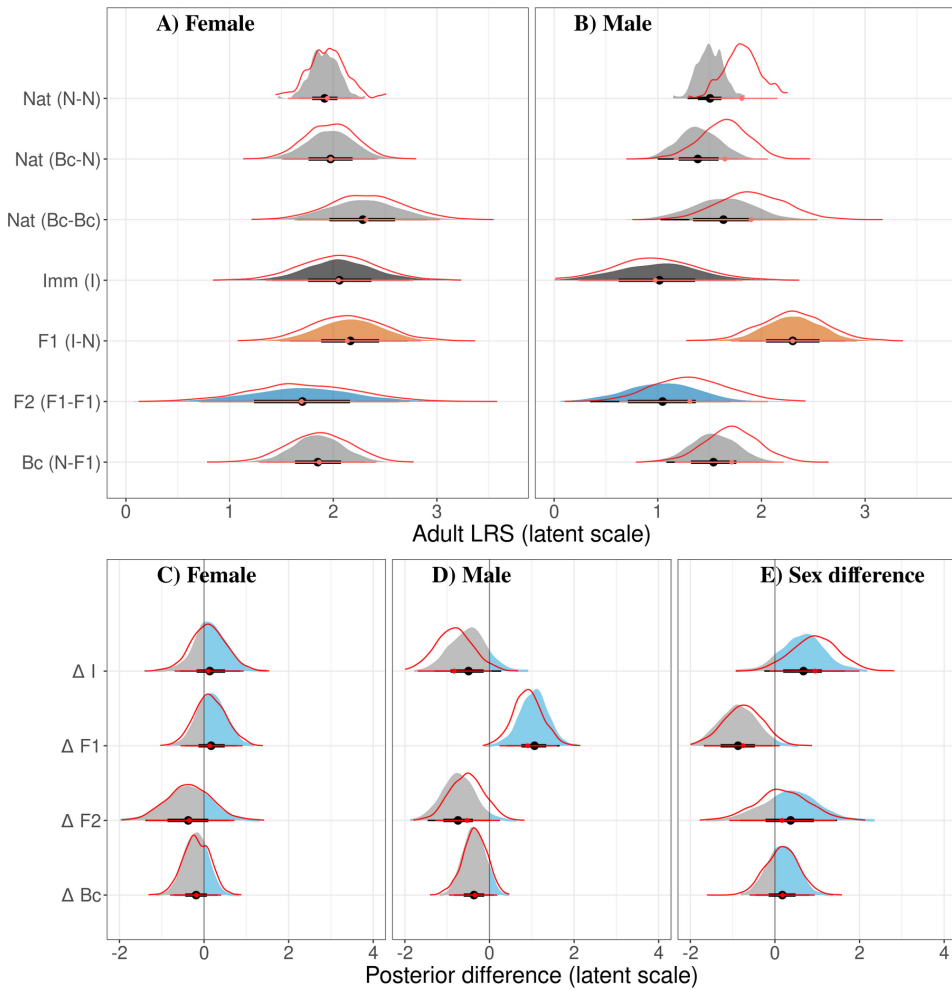 A) Female
B) Male
Nat (N-N)
Nat (Bc-N)
Nat (Bc-Bc)
Imm (I)
F1 (I-N)
F2 (F1-F1)
Bc (N-F1)
0 1 2 3 0 1 2 3
Adult LRS (latent scale)
C) Female
D) Male
E) Sex difference
Δ I
Δ F1
Δ F2
Δ Bc
-2 0 2 4 -2 0 2 4 -2 0 2 4
Posterior difference (latent scale)